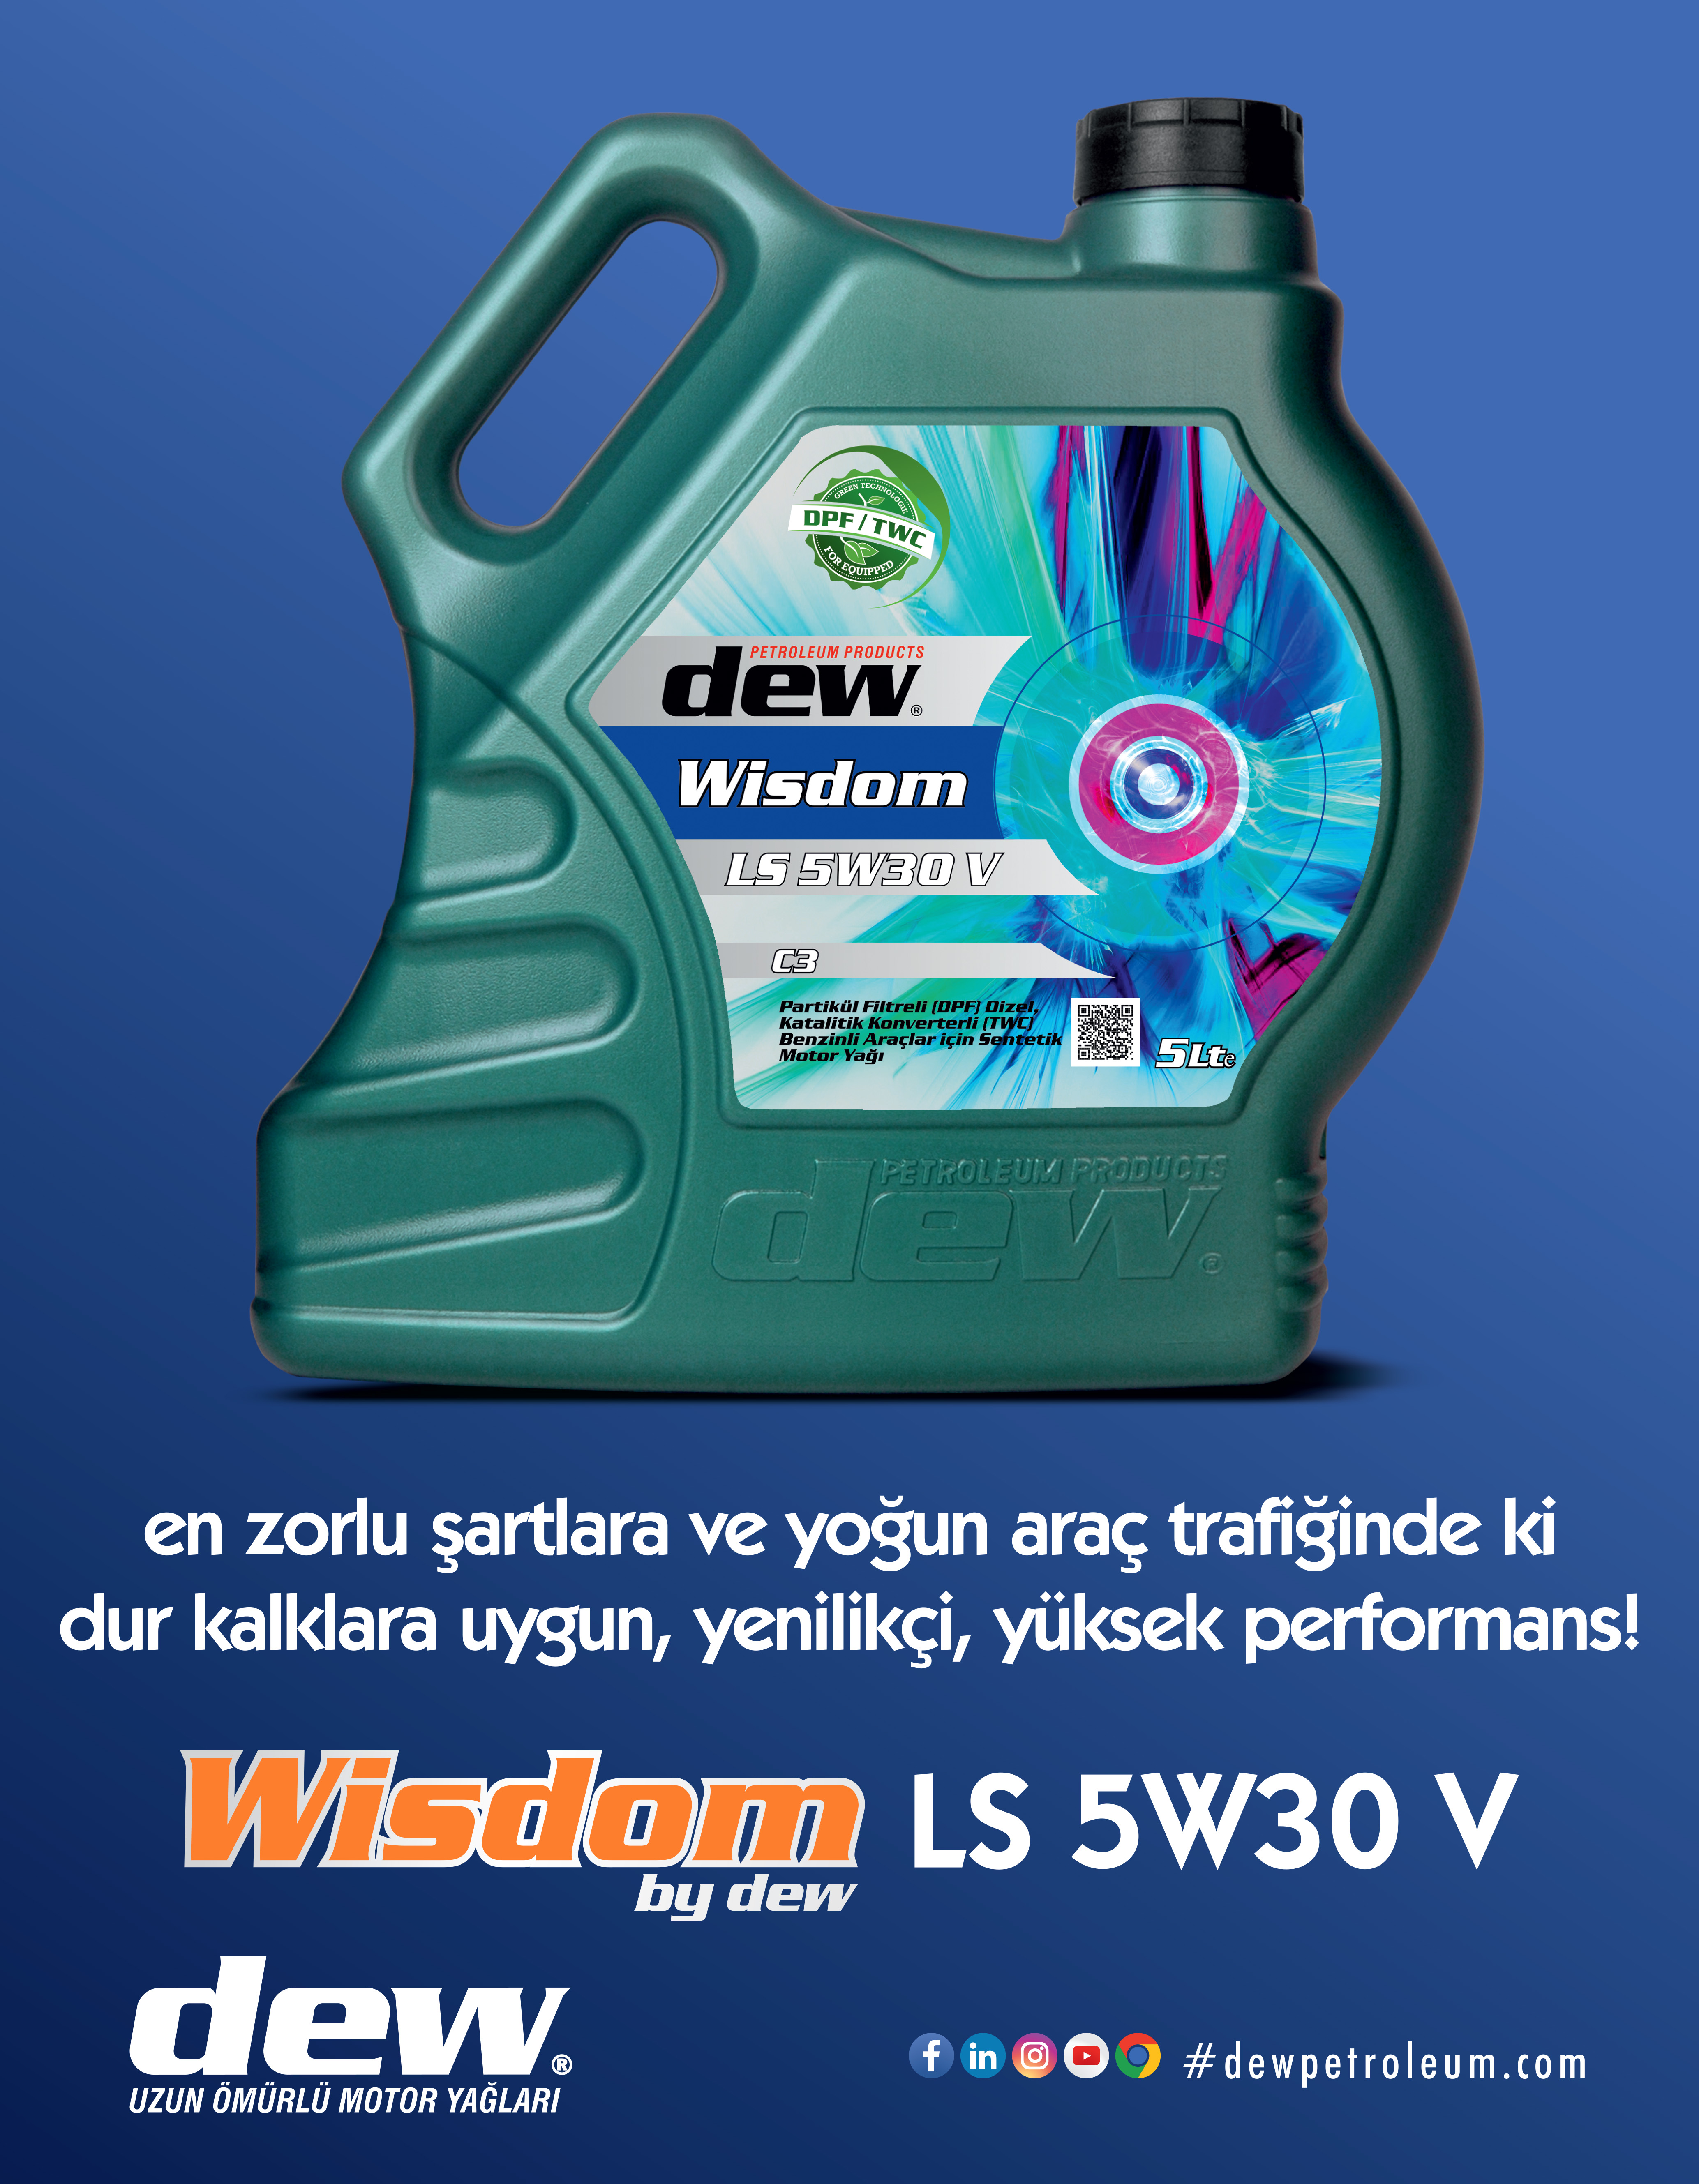 GREEN TECHNOLOGIE
DPF / TWC
FOR EQUIPPED
PETROLEUM PRODUCTS
dew®
Wisdom
LS 5W30 V
C3
Partikül Filtreli (DPF) Dizel,
Katalitik Konverterli (TWC)
Benzinli Araçlar için Sentetik
Motor Yağı
5Lte
PETROLEUM PRODUCTS
dew®
en zorlu şartlara ve yoğun araç trafiğinde ki
dur kalklara uygun, yenilikçi, yüksek performans!
Wisdom LS 5W30 V
by dew
dew®
UZUN ÖMÜRLÜ MOTOR YAĞLARI
#dewpetroleum.com